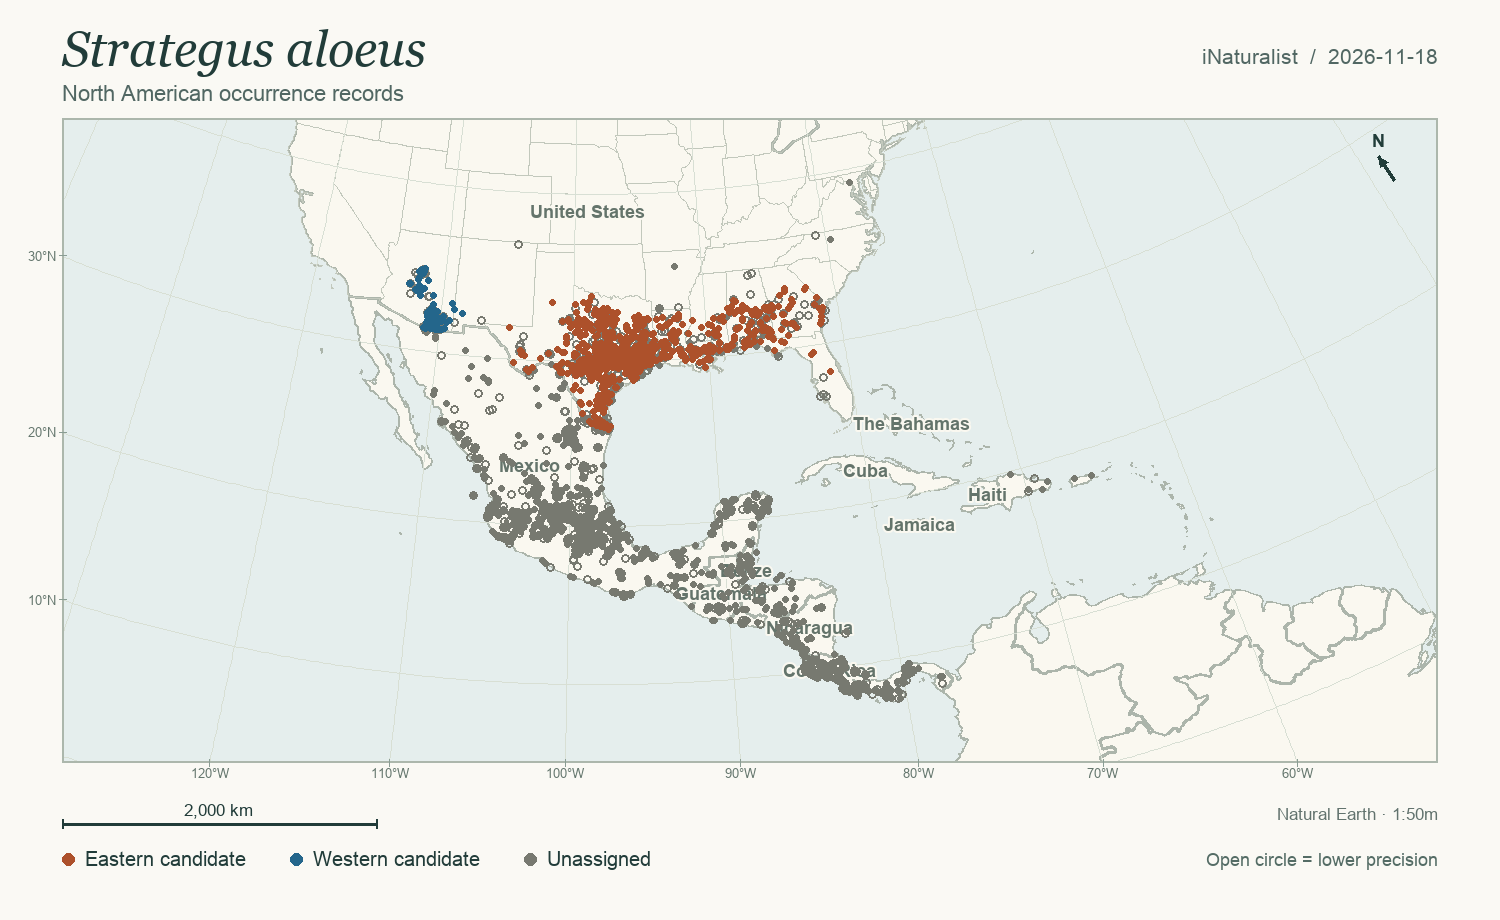 Strategus aloeus
North American occurrence records
iNaturalist / 2026-11-18
N
United States
30°N
20°N
10°N
The Bahamas
Mexico
Cuba
Haiti
Jamaica
Guatemala
Nicaragua
120°W
110°W
100°W
90°W
80°W
70°W
60°W
2,000 km
Natural Earth · 1:50m
Eastern candidate
Western candidate
Unassigned
Open circle = lower precision